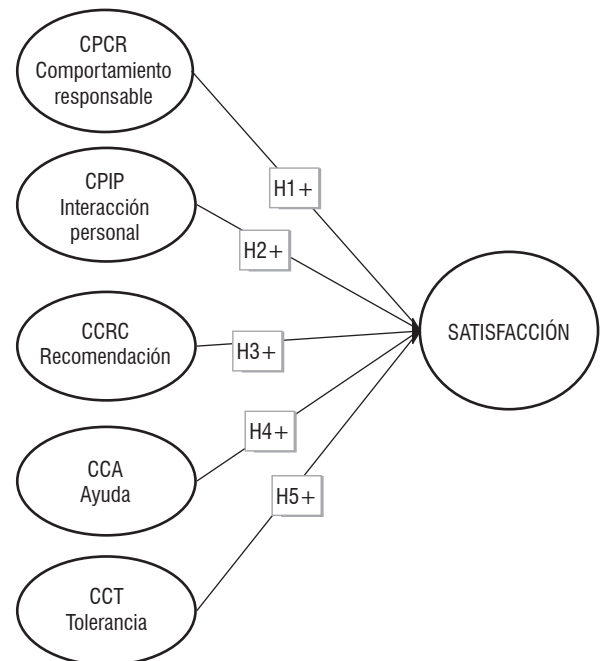 CPCR
Comportamiento
responsable
H1+
CPIP
Interacción
personal
H2+
CCRC
Recomendación
H3+
SATISFACCIÓN
CCA
Ayuda
H4+
H5+
CCT
Tolerancia